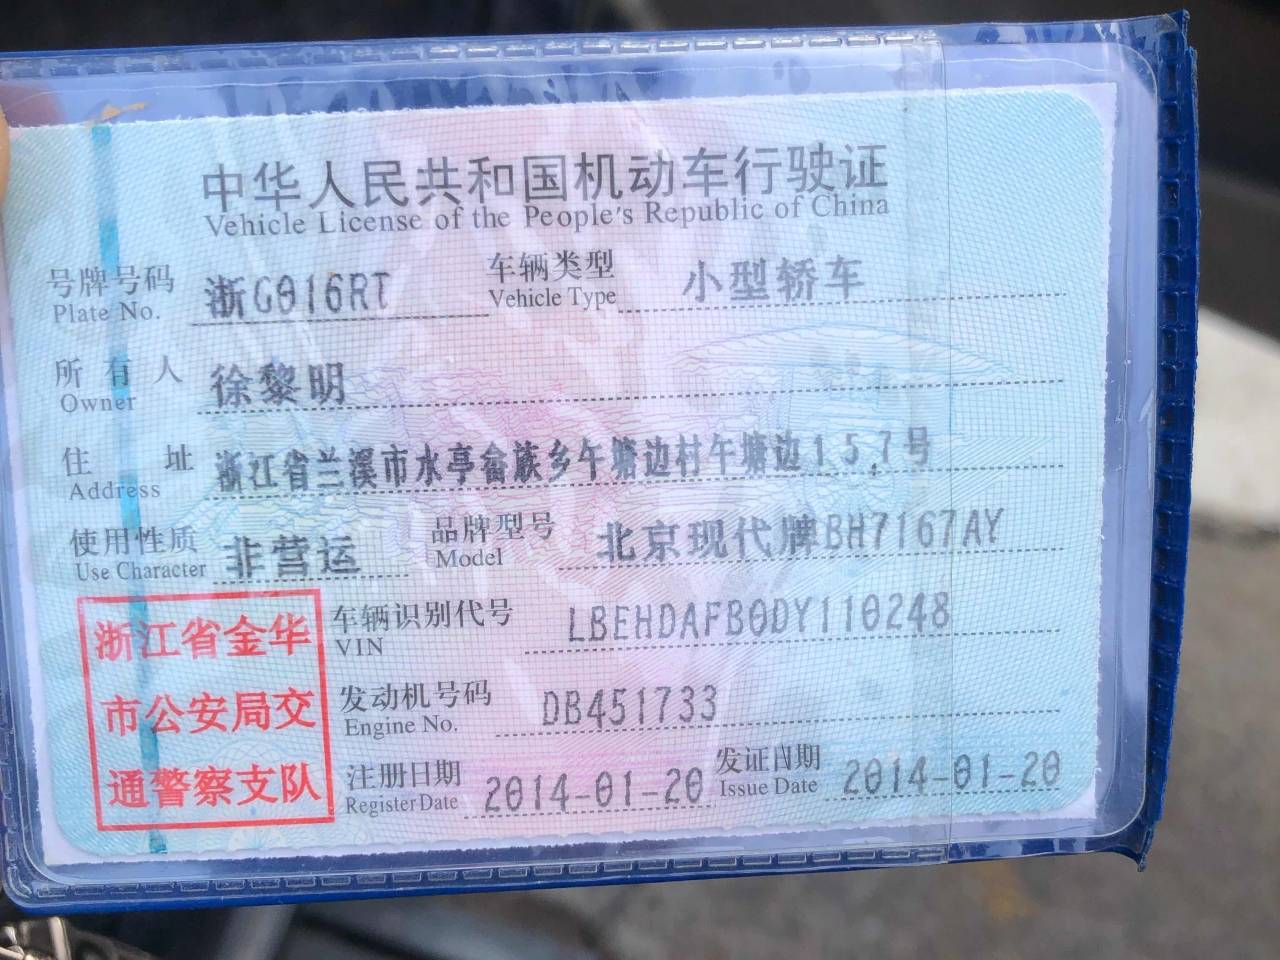 中华人民共和国机动车行驶证
Vehicle License of the People's Republic of China
号牌号码 浙G016RT 车辆类型 小型轿车
Plate No. Vehicle Type
所有人 徐黎明
Owner
住址 浙江省兰溪市水亭畲族乡午塘边村午塘边157号
Address
使用性质 非营运 品牌型号 北京现代牌BH7167AY
Use Character Model
浙江省金华
市公安局交
通警察支队
车辆识别代号 LBEHDAFB0DY110248
VIN
发动机号码 DB451733
Engine No.
注册日期 2014-01-20 发证日期 2014-01-20
Register Date Issue Date